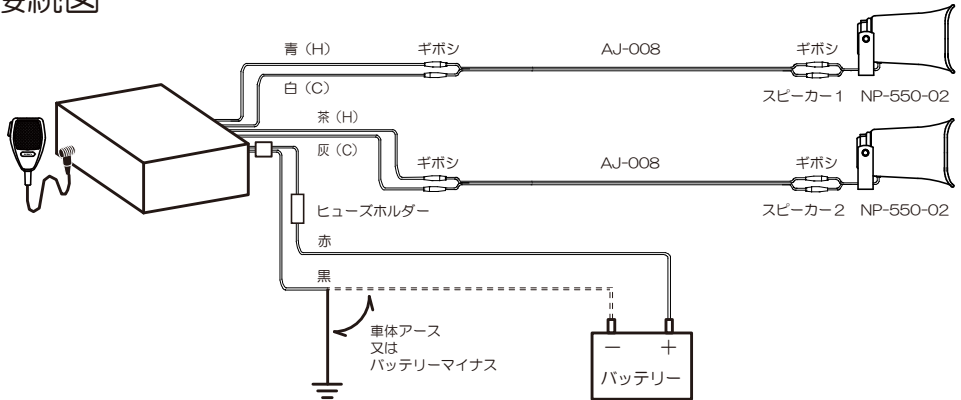 接続図
青（H）
ギボシ
AJ-008
ギボシ
白（C）
スピーカー1 NP-550-02
茶（H）
灰（C）
ギボシ
AJ-008
ギボシ
スピーカー2 NP-550-02
ヒューズホルダー
赤
黒
車体アース
又は
バッテリーマイナス
− ＋
バッテリー